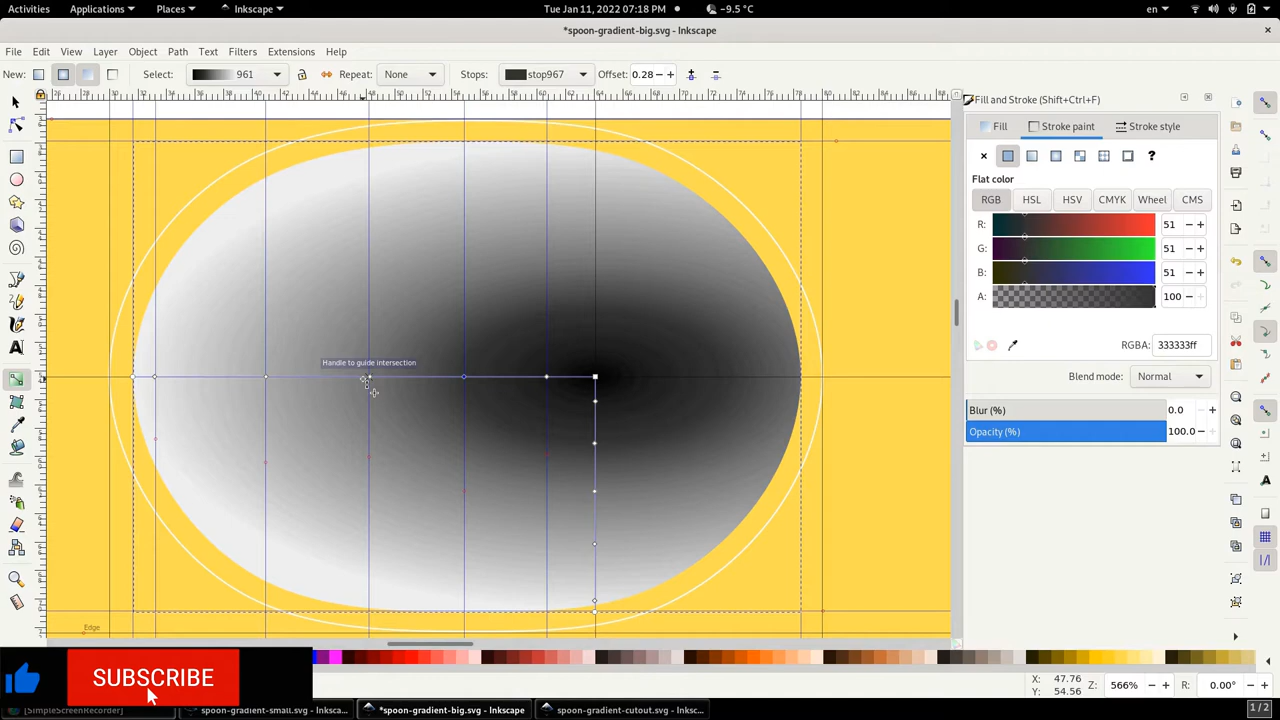 Activities Applications Places Inkscape Tue Jan 11, 2022 07:18 PM -9.5 °C en
*spoon-gradient-big.svg - Inkscape
File Edit View Layer Object Path Text Filters Extensions Help
New: Select: 961 Repeat: None Stops: stop967 Offset: 0.28
Fill and Stroke (Shift+Ctrl+F)
Fill Stroke paint Stroke style
?
Flat color
RGB HSL HSV CMYK Wheel CMS
R: 51
G: 51
B: 51
A: 100
RGBA: 333333ff
Blend mode: Normal
Blur (%) 0.0
Opacity (%) 100.0
Handle to guide intersection
Edge
SUBSCRIBE
X: 47.76
Y: 54.56
Z: 566% R: 0.00°
[SimpleScreenRecorder] spoon-gradient-small.svg - Inksca... *spoon-gradient-big.svg - Inkscape spoon-gradient-cutout.svg - Inksc... 1/2